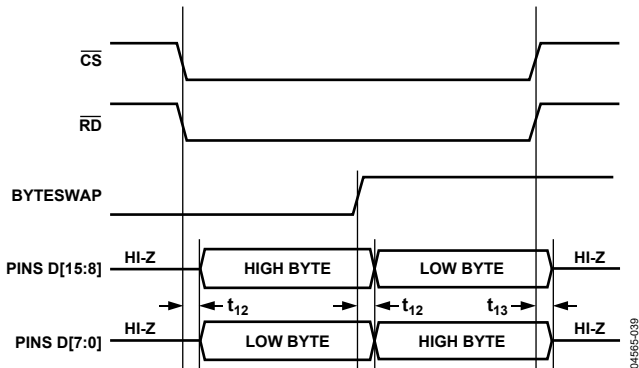 CS
RD
BYTESWAP
PINS D[15:8] HI-Z HIGH BYTE LOW BYTE HI-Z
t12 t12 t13
PINS D[7:0] HI-Z LOW BYTE HIGH BYTE HI-Z
04565-039